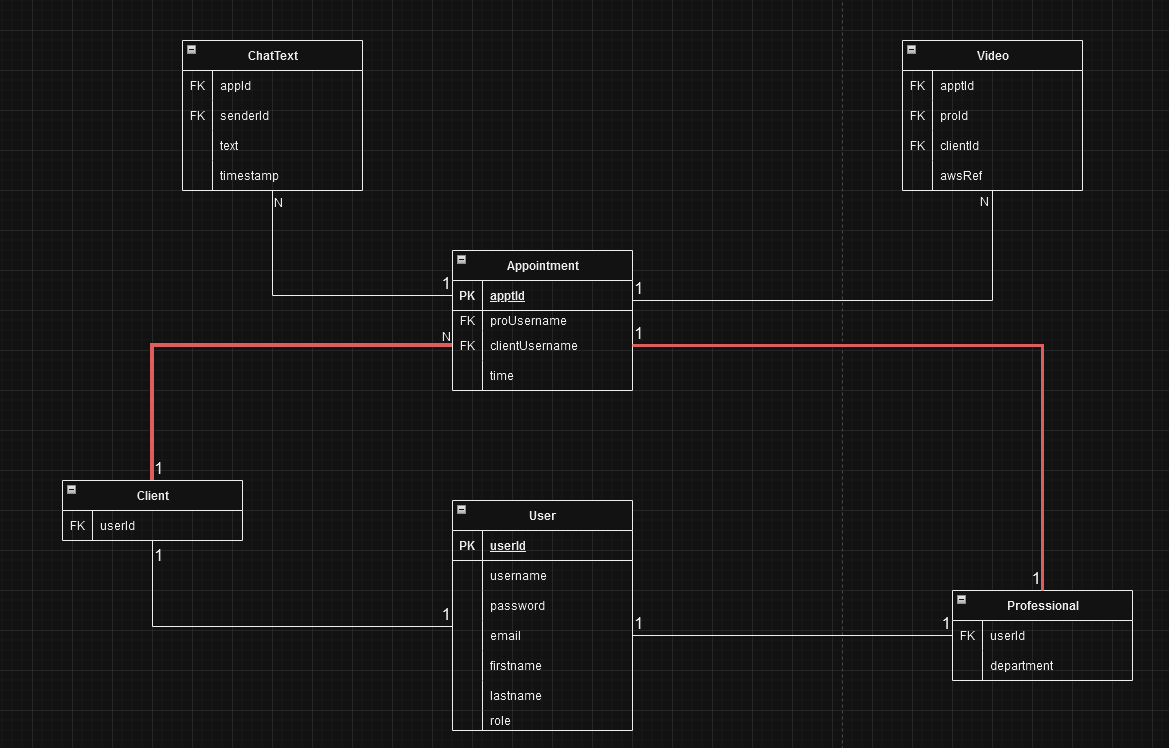 ChatText
FK appId
FK senderId
text
timestamp
N
Video
FK apptId
FK proId
FK clientId
awsRef
N
Appointment
1
PK apptId
1
FK proUsername
N
FK clientUsername
1
time
1
Client
FK userId
1
User
PK userId
username
password
1
email
1
firstname
lastname
role
1
Professional
1
FK userId
department